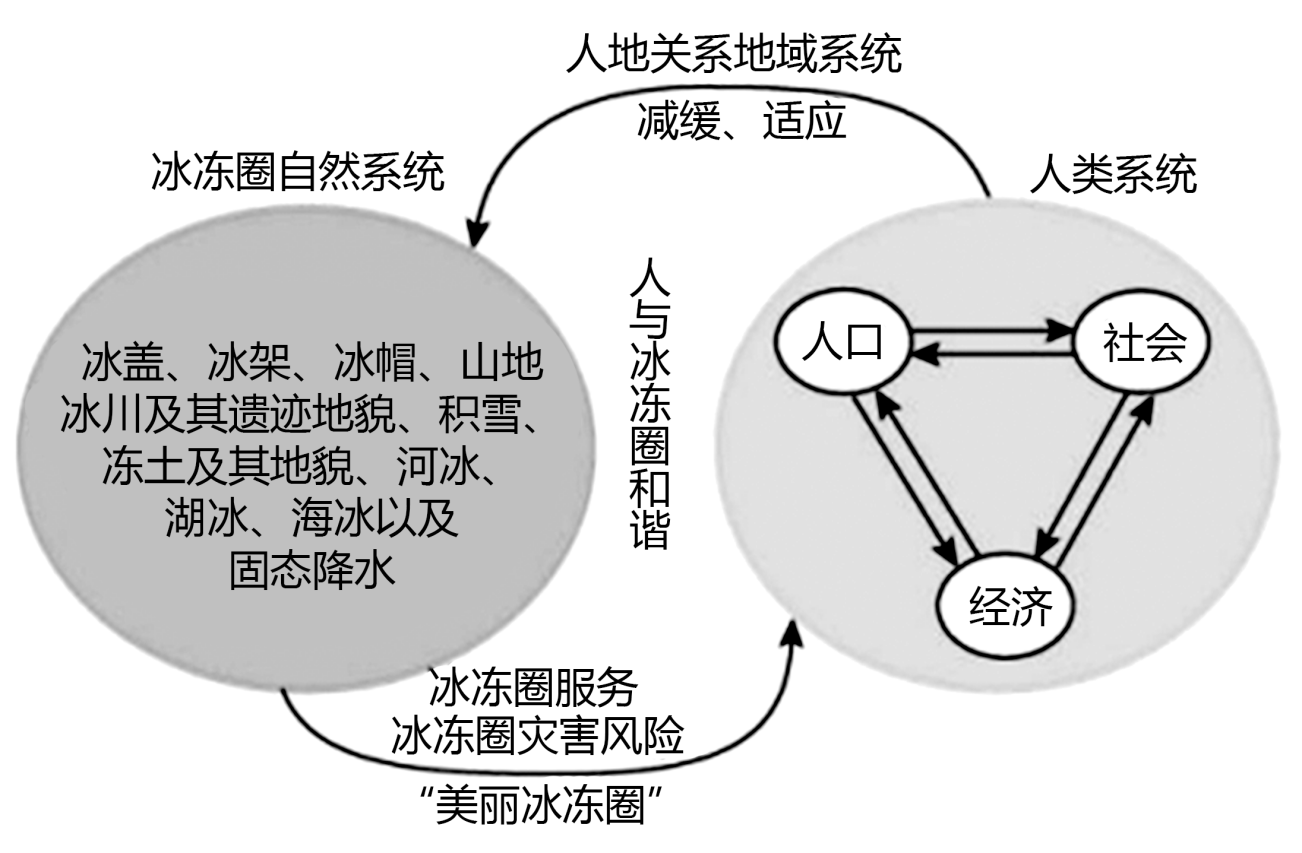 人地关系地域系统
减缓、适应
冰冻圈自然系统
人类系统
人与冰冻圈和谐
冰盖、冰架、冰帽、山地
冰川及其遗迹地貌、积雪、
冻土及其地貌、河冰、
湖冰、海冰以及
固态降水
人口
社会
经济
冰冻圈服务
冰冻圈灾害风险
“美丽冰冻圈”